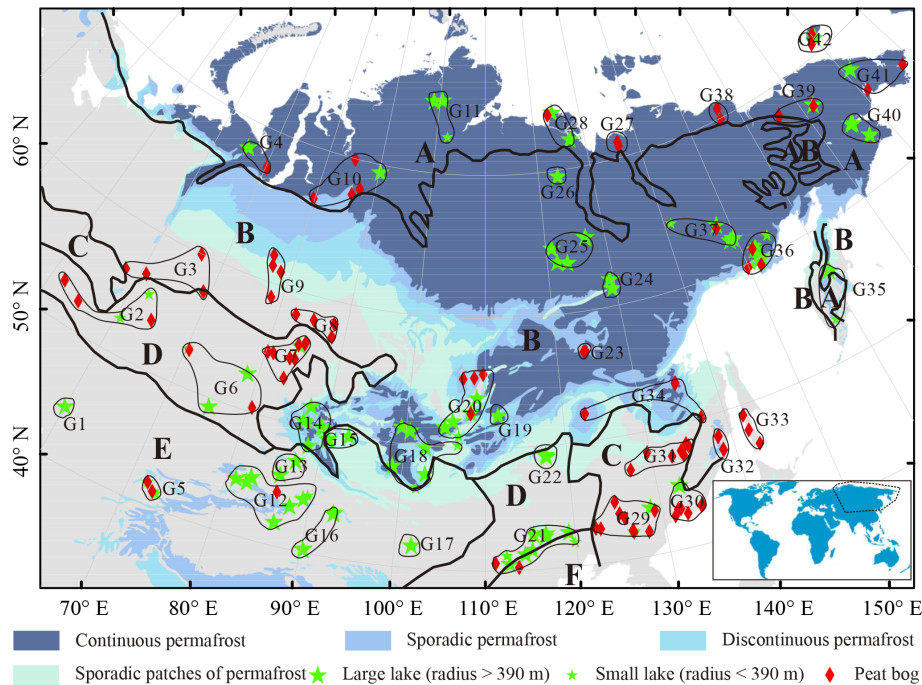 G42
G41
G38
G39
G11
G40
G28
G27
60° N
G4
A
A
B
A
G10
G26
B
G37
C
G3
G25
G36
B
G9
G24
G35
50° N
G2
B
A
G8
B
D
G7
G23
G6
G20
G34
G1
G14
G19
G33
G15
C
40° N
G18
G31
E
G13
D
G22
G32
G5
G12
G30
G29
G16
G21
G17
F
70° E 80° E 90° E 100° E 110° E 120° E 130° E 140° E 150° E
Continuous permafrost Sporadic permafrost Discontinuous permafrost
Sporadic patches of permafrost Large lake (radius > 390 m) Small lake (radius < 390 m) Peat bog